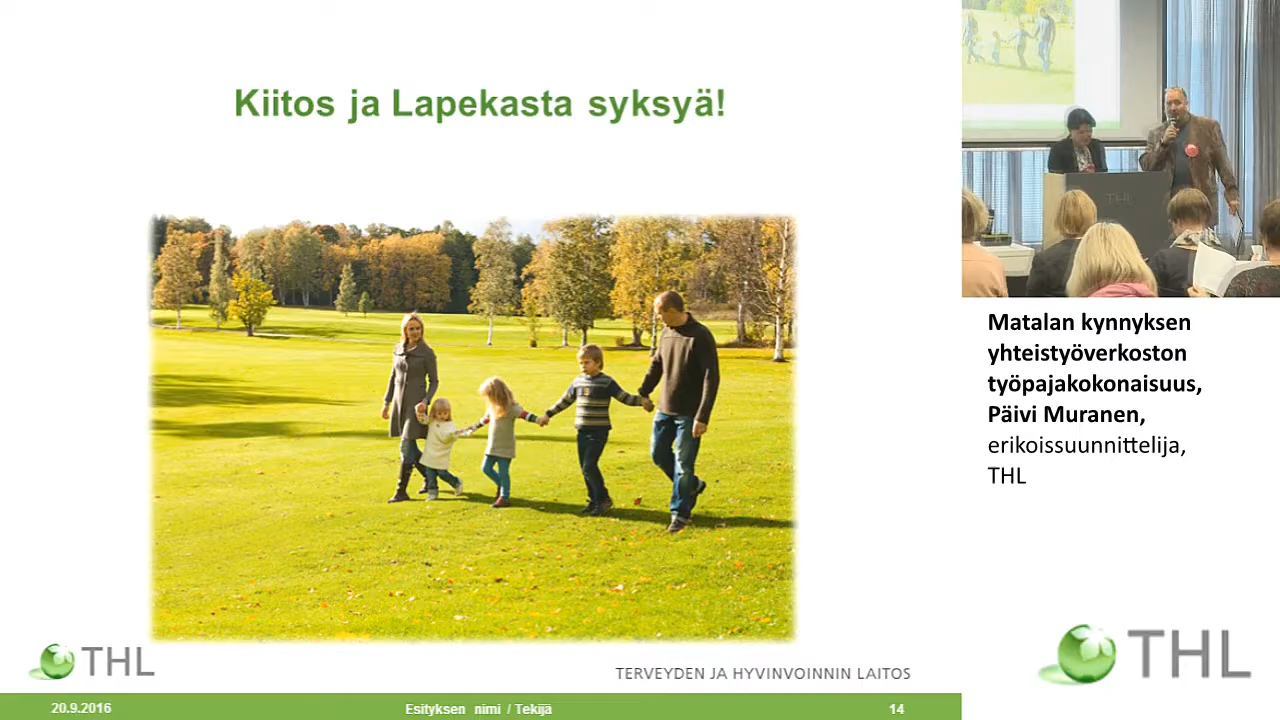 Kiitos ja Lapekasta syksyä!
THL
TERVEYDEN JA HYVINVOINNIN LAITOS
20.9.2016
Esityksen nimi / Tekijä
14
THL
Matalan kynnyksen
yhteistyöverkoston
työpajakokonaisuus,
Päivi Muranen,
erikoissuunnittelija,
THL
THL